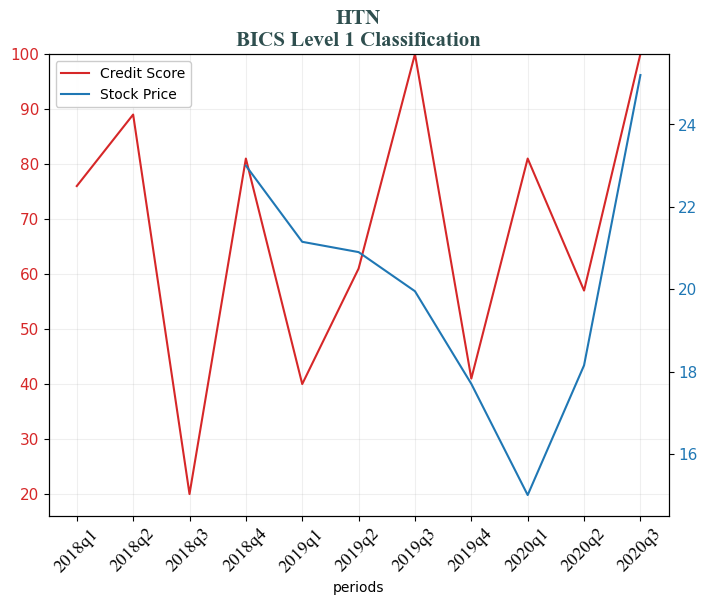 HTN
BICS Level 1 Classification
Credit Score
Stock Price
100
90
80
70
60
50
40
30
20
24
22
20
18
16
2018q1
2018q2
2018q3
2018q4
2019q1
2019q2
2019q3
2019q4
2020q1
2020q2
2020q3
periods